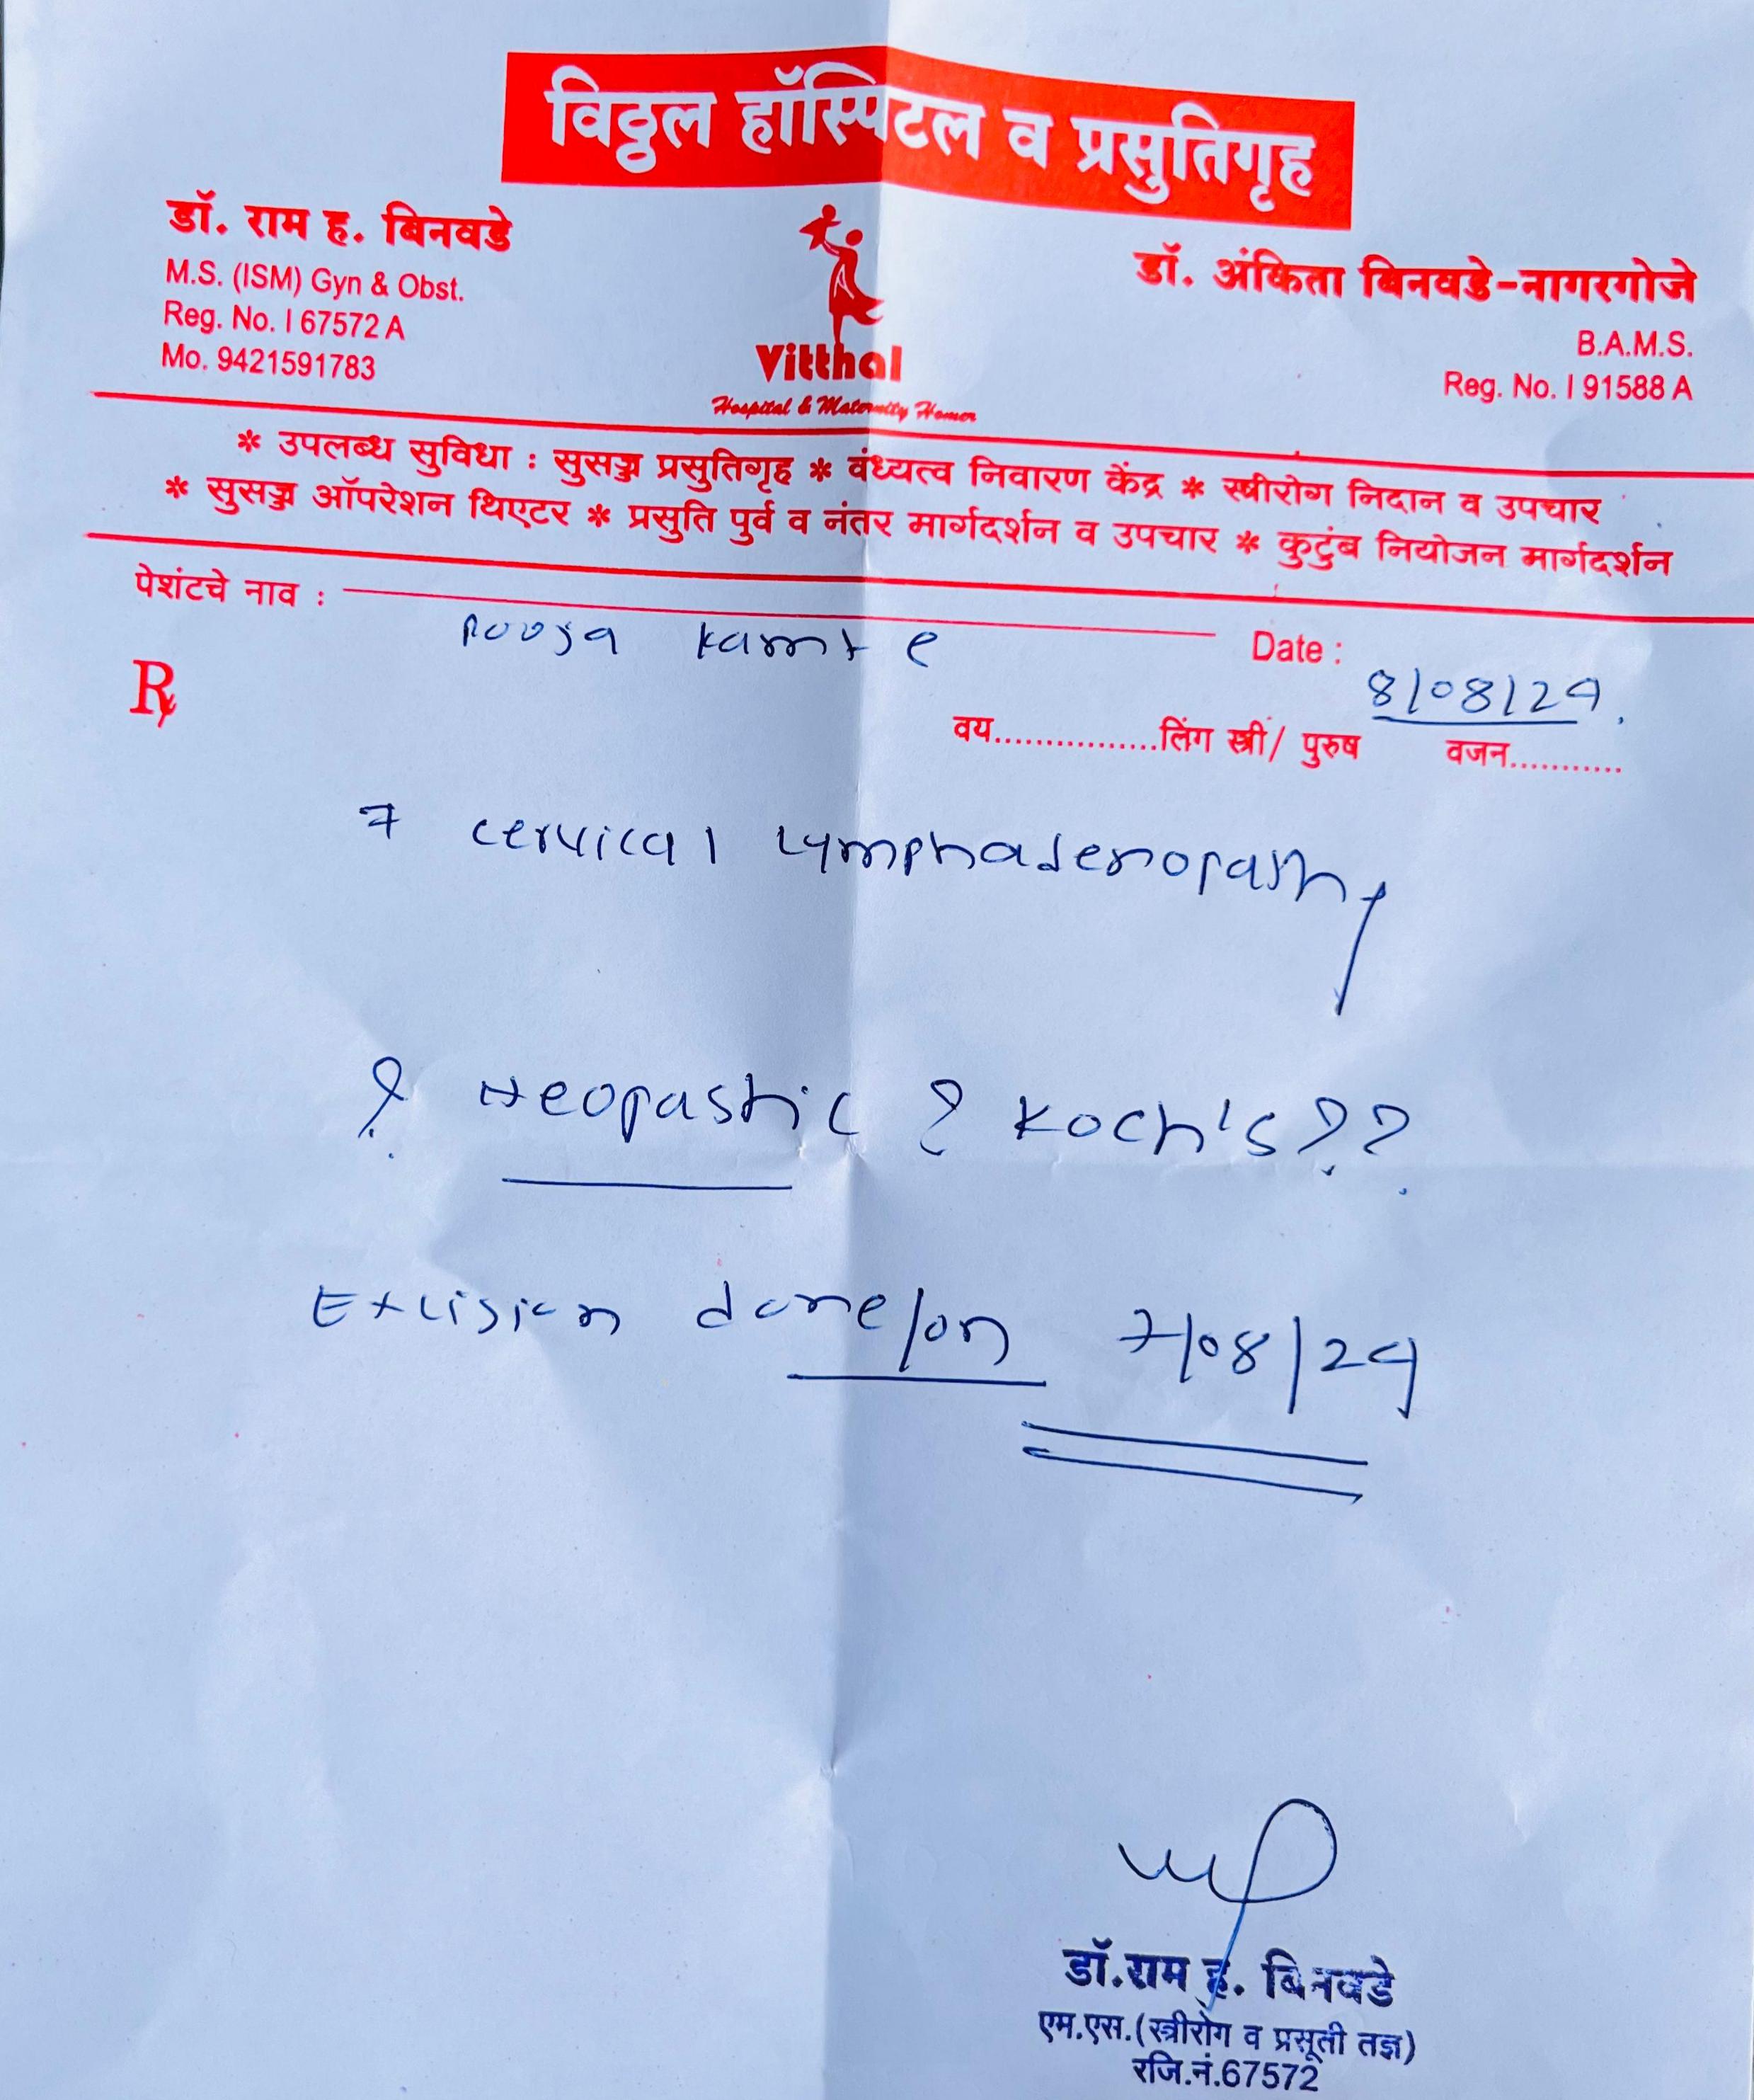 विठ्ठल हॉस्पिटल व प्रसुतिगृह
डॉ. राम ह. बिनवडे
M.S. (ISM) Gyn & Obst.
Reg. No. I 67572 A
Mo. 9421591783
Vitthal
Hospital & Maternity Homer
डॉ. अंकिता बिनवडे-नागरगोजे
B.A.M.S.
Reg. No. I 91588 A
* उपलब्ध सुविधा : सुसज्ज प्रसुतिगृह * वंध्यत्व निवारण केंद्र * स्त्रीरोग निदान व उपचार
* सुसज्ज ऑपरेशन थिएटर * प्रसुति पुर्व व नंतर मार्गदर्शन व उपचार * कुटुंब नियोजन मार्गदर्शन
पेशंटचे नाव : Pooja Kamte Date : 8/08/24.
Rx
वय................लिंग स्त्री/ पुरुष वजन...........
cervical Lymphadenopathy
? Neopastic ? Koch's ??
Excision done/on 7/08/24
डॉ.राम ह. बिनवडे
एम.एस.(स्त्रीरोग व प्रसूती तज्ञ)
रजि.नं.67572